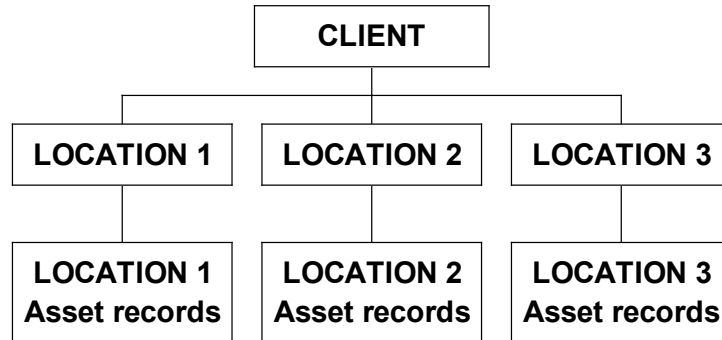 CLIENT
LOCATION 1
LOCATION 2
LOCATION 3
LOCATION 1
Asset records
LOCATION 2
Asset records
LOCATION 3
Asset records